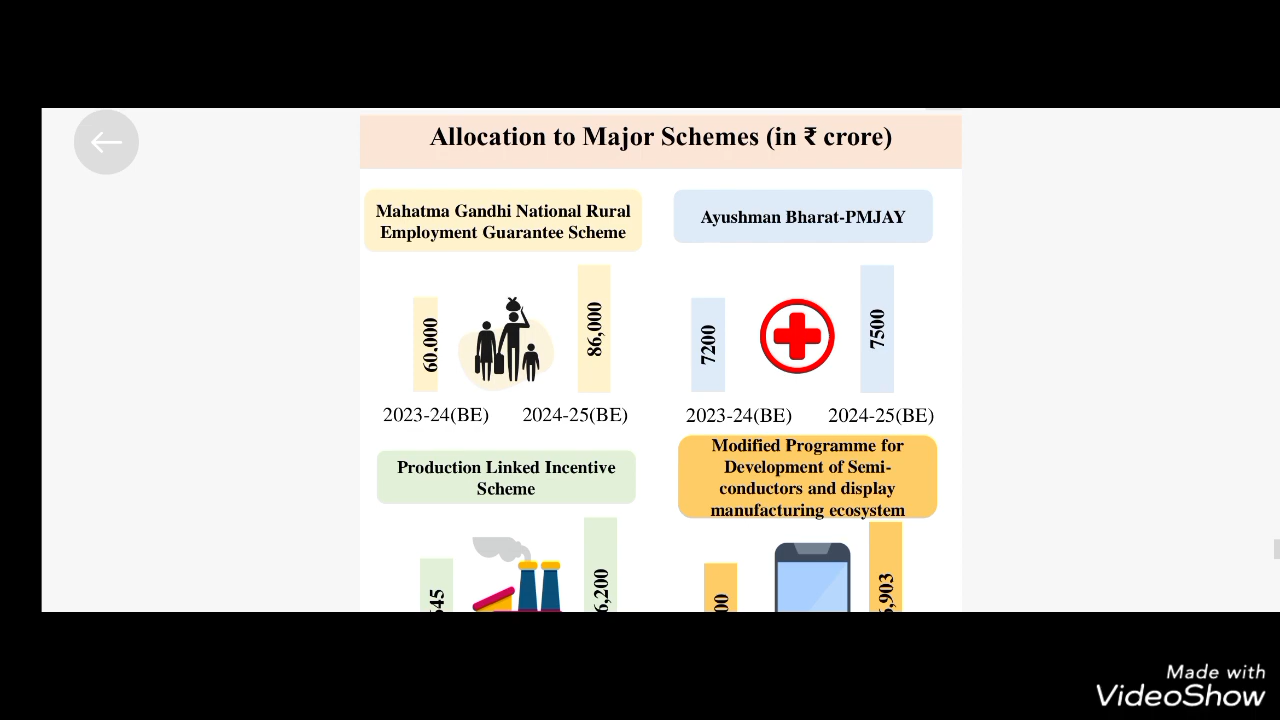 Allocation to Major Schemes (in ₹ crore)
Mahatma Gandhi National Rural
Employment Guarantee Scheme
Ayushman Bharat-PMJAY
60,000
86,000
7200
7500
2023-24(BE)
2024-25(BE)
2023-24(BE)
2024-25(BE)
Production Linked Incentive
Scheme
Modified Programme for
Development of Semi-
conductors and display
manufacturing ecosystem
Made with
VideoShow